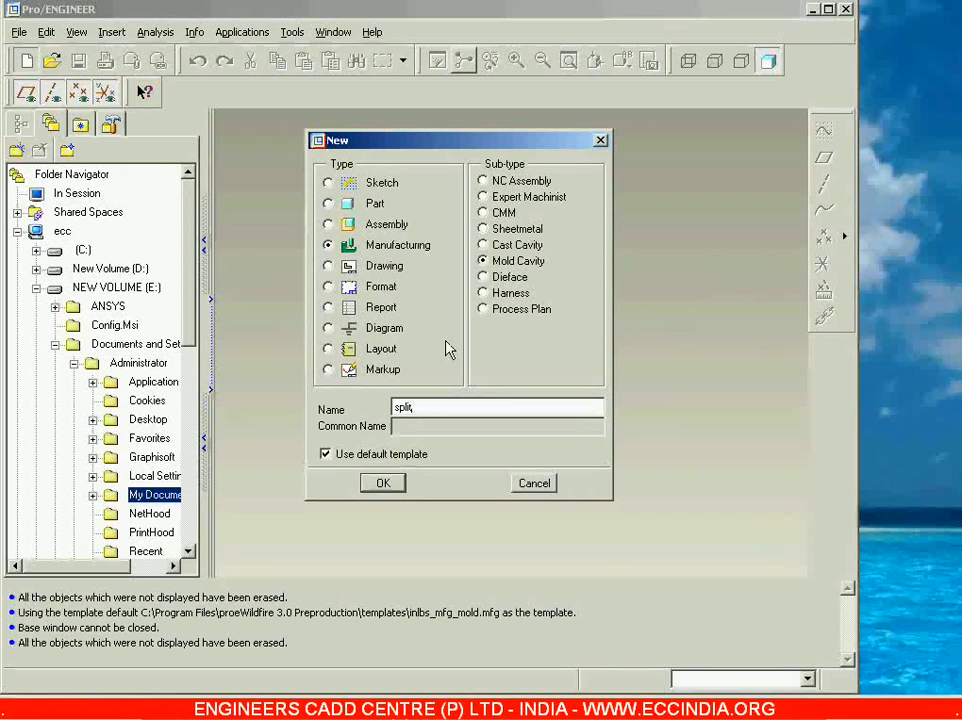 Pro/ENGINEER
File Edit View Insert Analysis Info Applications Tools Window Help
Folder Navigator
In Session
Shared Spaces
ecc
(C:)
New Volume (D:)
NEW VOLUME (E:)
ANSYS
Config.Msi
Documents and Set
Administrator
Application
Cookies
Desktop
Favorites
Graphisoft
Local Settin
My Docume
NetHood
PrintHood
Recent
New
Type
Sketch
Part
Assembly
Manufacturing
Drawing
Format
Report
Diagram
Layout
Markup
Sub-type
NC Assembly
Expert Machinist
CMM
Sheetmetal
Cast Cavity
Mold Cavity
Dieface
Harness
Process Plan
Name split
Common Name
Use default template
OK Cancel
All the objects which were not displayed have been erased.
Using the template default C:\Program Files\proeWildfire 3.0 Preproduction\templates\inlbs_mfg_mold.mfg as the template.
Base window cannot be closed.
All the objects which were not displayed have been erased.
. ENGINEERS CADD CENTRE (P) LTD - INDIA - WWW.ECCINDIA.ORG .